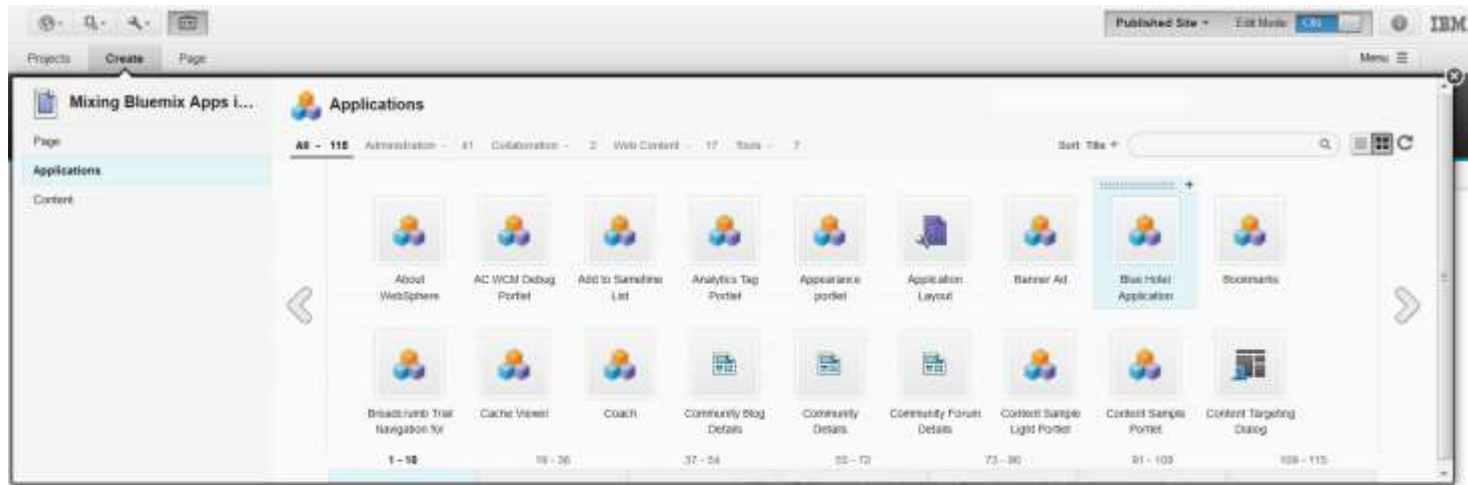 Published Site
Edit Mode ON
IBM
Projects Create Page
Menu
Mixing Bluemix Apps i...
Applications
Page
Applications
Content
All - 115 Administration - 41 Collaboration - 2 Web Content - 17 Tools - 7
Sort Title
About WebSphere
AC WCM Debug Portlet
Add to Sametime List
Analytics Tag Portlet
Appearance portlet
Application Layout
Banner Ad
Blue Hotel Application
Bookmarks
Breadcrumb Trail Navigation for
Cache Viewer
Coach
Community Blog Details
Community Details
Community Forum Details
Content Sample Light Portlet
Content Sample Portlet
Content Targeting Dialog
1 - 18 19 - 36 37 - 54 55 - 72 73 - 90 91 - 108 109 - 115